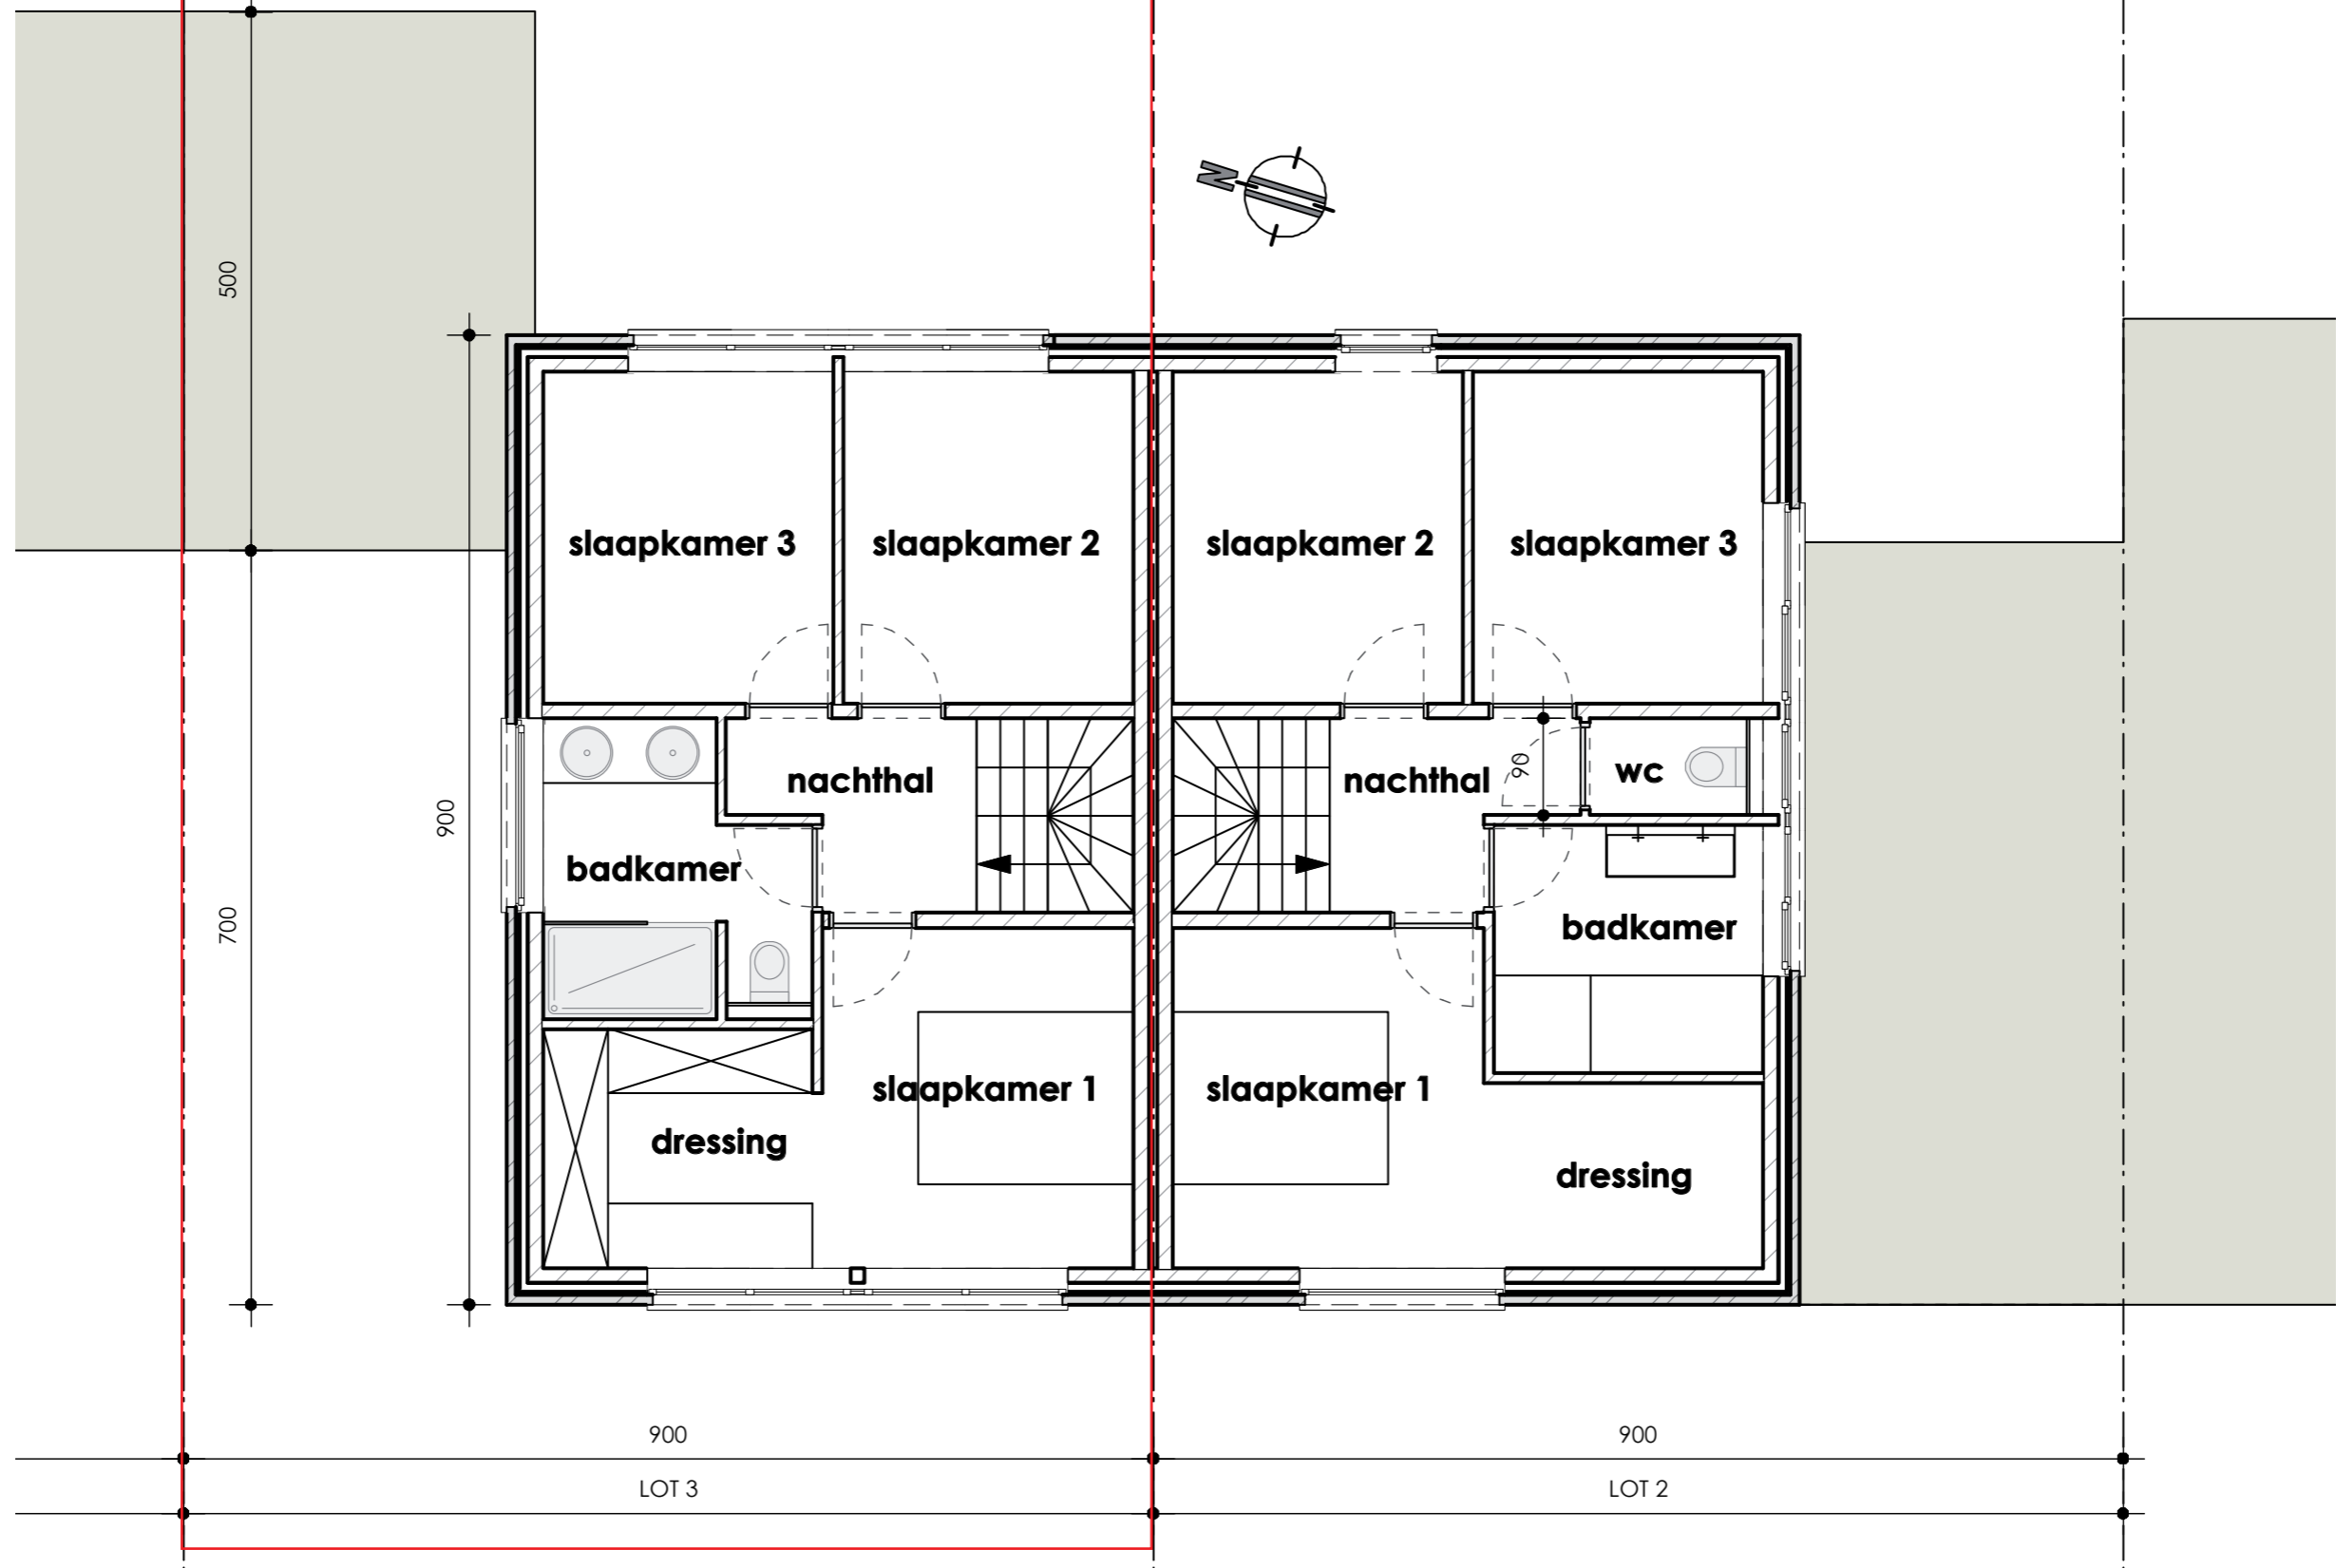 N
500
slaapkamer 3
slaapkamer 2
slaapkamer 2
slaapkamer 3
nachthal
nachthal
90
wc
900
badkamer
700
badkamer
slaapkamer 1
slaapkamer 1
dressing
dressing
900
900
LOT 3
LOT 2